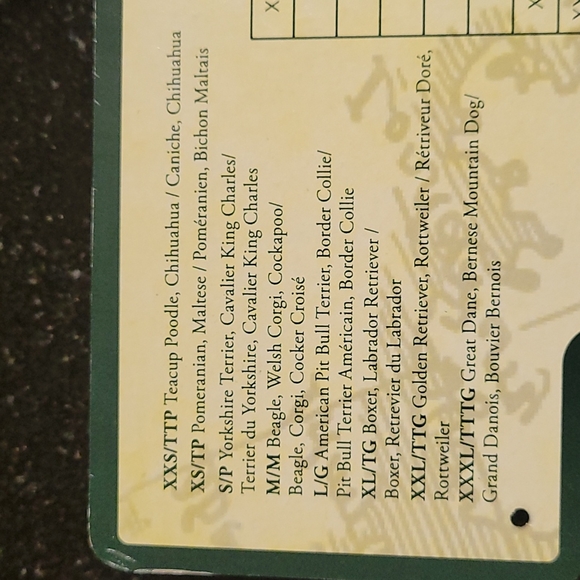 XXS/TTP Teacup Poodle, Chihuahua / Caniche, Chihuahua
XS/TP Pomeranian, Maltese / Poméranien, Bichon Maltais
S/P Yorkshire Terrier, Cavalier King Charles/
Terrier du Yorkshire, Cavalier King Charles
M/M Beagle, Welsh Corgi, Cockapoo/
Beagle, Corgi, Cocker Croisé
L/G American Pit Bull Terrier, Border Collie/
Pit Bull Terrier Américain, Border Collie
XL/TG Boxer, Labrador Retriever /
Boxer, Retrevier du Labrador
XXL/TTG Golden Retriever, Rottweiler / Rétriveur Doré,
Rottweiler
XXXL/TTTG Great Dane, Bernese Mountain Dog/
Grand Danois, Bouvier Bernois